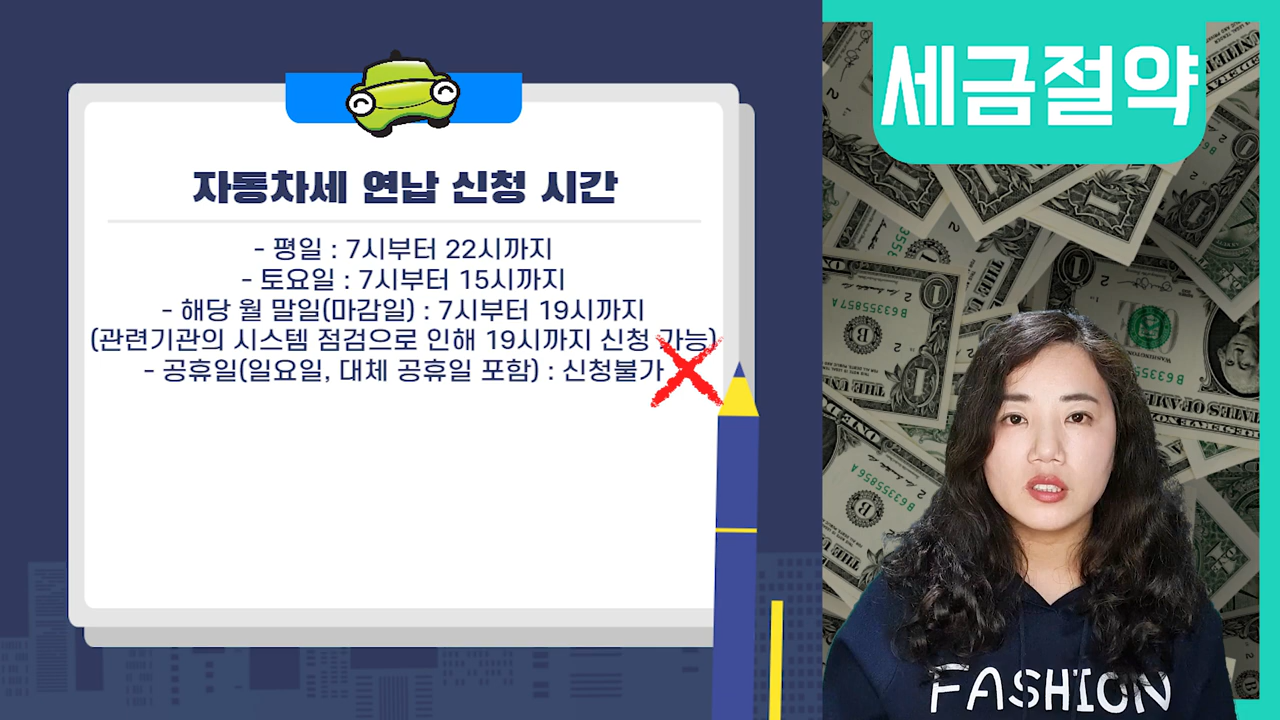 세금절약
자동차세 연납 신청 시간
- 평일 : 7시부터 22시까지
- 토요일 : 7시부터 15시까지
- 해당 월 말일(마감일) : 7시부터 19시까지
(관련기관의 시스템 점검으로 인해 19시까지 신청 가능)
- 공휴일(일요일, 대체 공휴일 포함) : 신청불가
FASHION